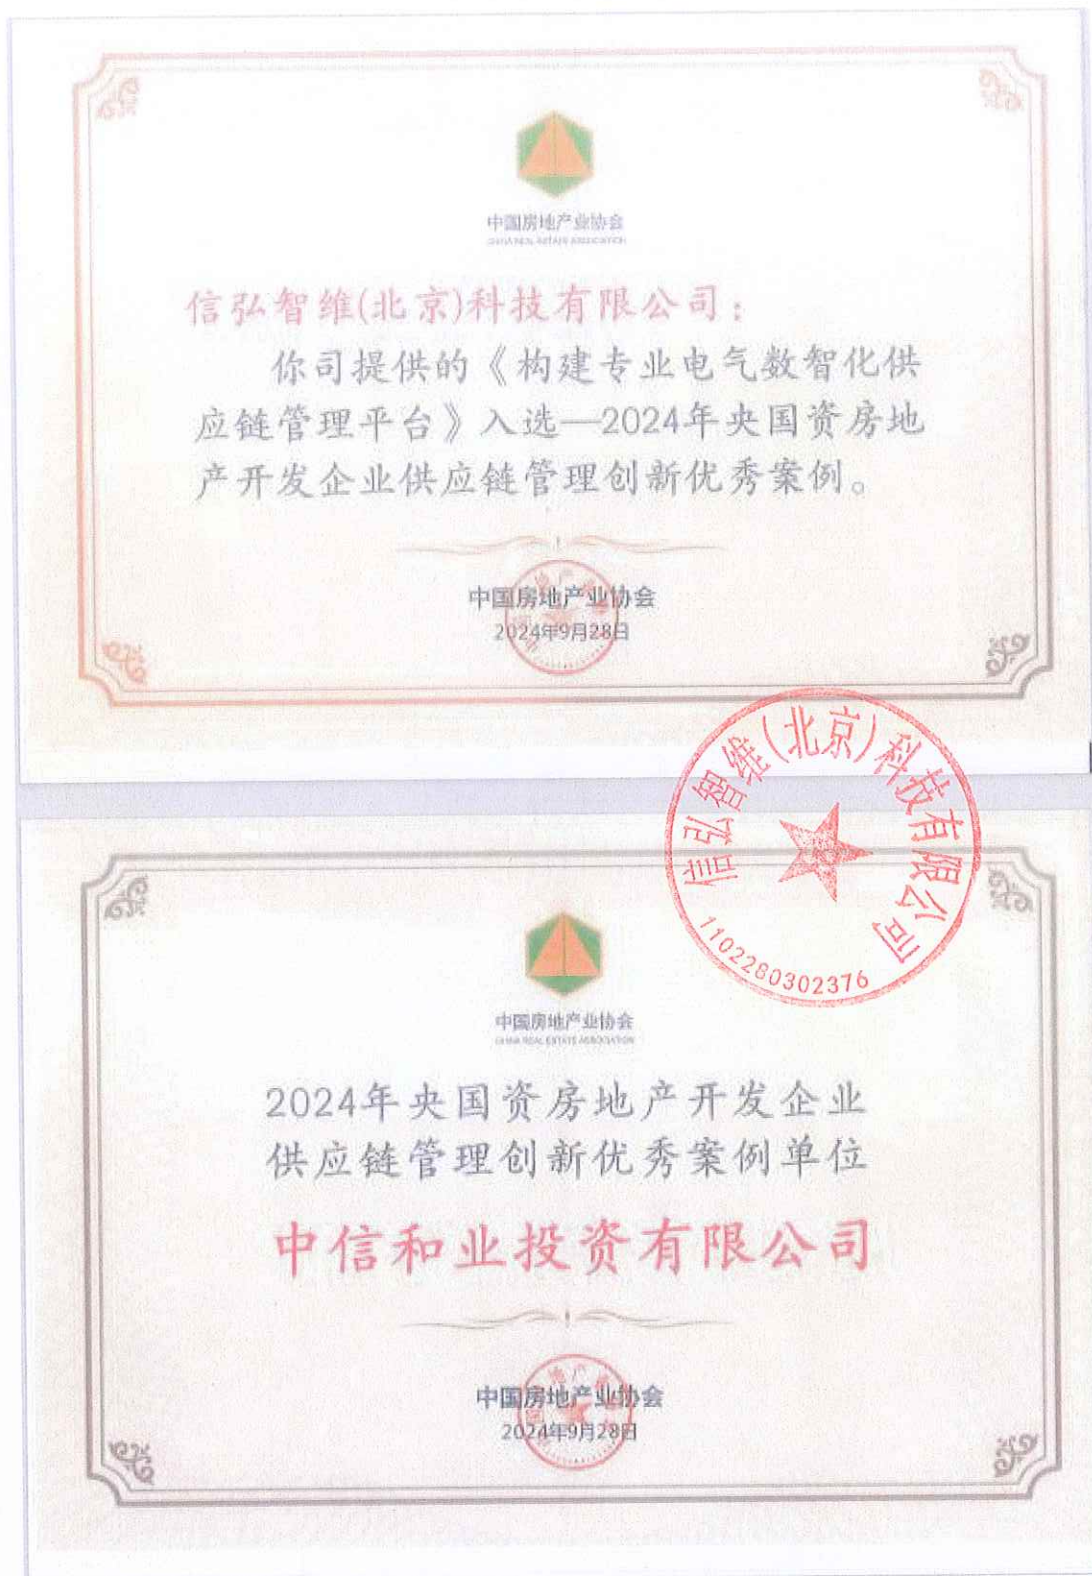 中国房地产业协会
CHINA REAL ESTATE ASSOCIATION
信弘智维(北京)科技有限公司：
你司提供的《构建专业电气数智化供
应链管理平台》入选—2024年央国资房地
产开发企业供应链管理创新优秀案例。
中国房地产业协会
2024年9月28日
信弘智维(北京)科技有限公司
1102280302376
中国房地产业协会
CHINA REAL ESTATE ASSOCIATION
2024年央国资房地产开发企业
供应链管理创新优秀案例单位
中信和业投资有限公司
中国房地产业协会
2024年9月28日